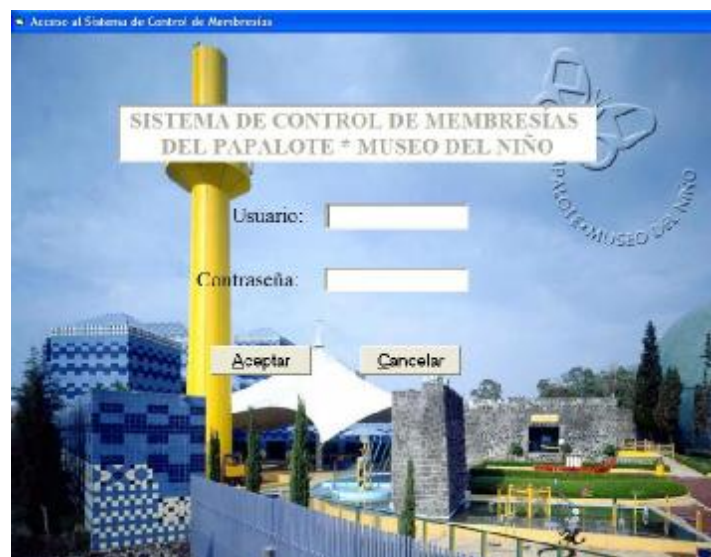 Acceso al Sistema de Control de Membresías
SISTEMA DE CONTROL DE MEMBRESÍAS
DEL PAPALOTE * MUSEO DEL NIÑO
PAPALOTE•MUSEO DEL NIÑO
Usuario:
Contraseña:
Aceptar
Cancelar